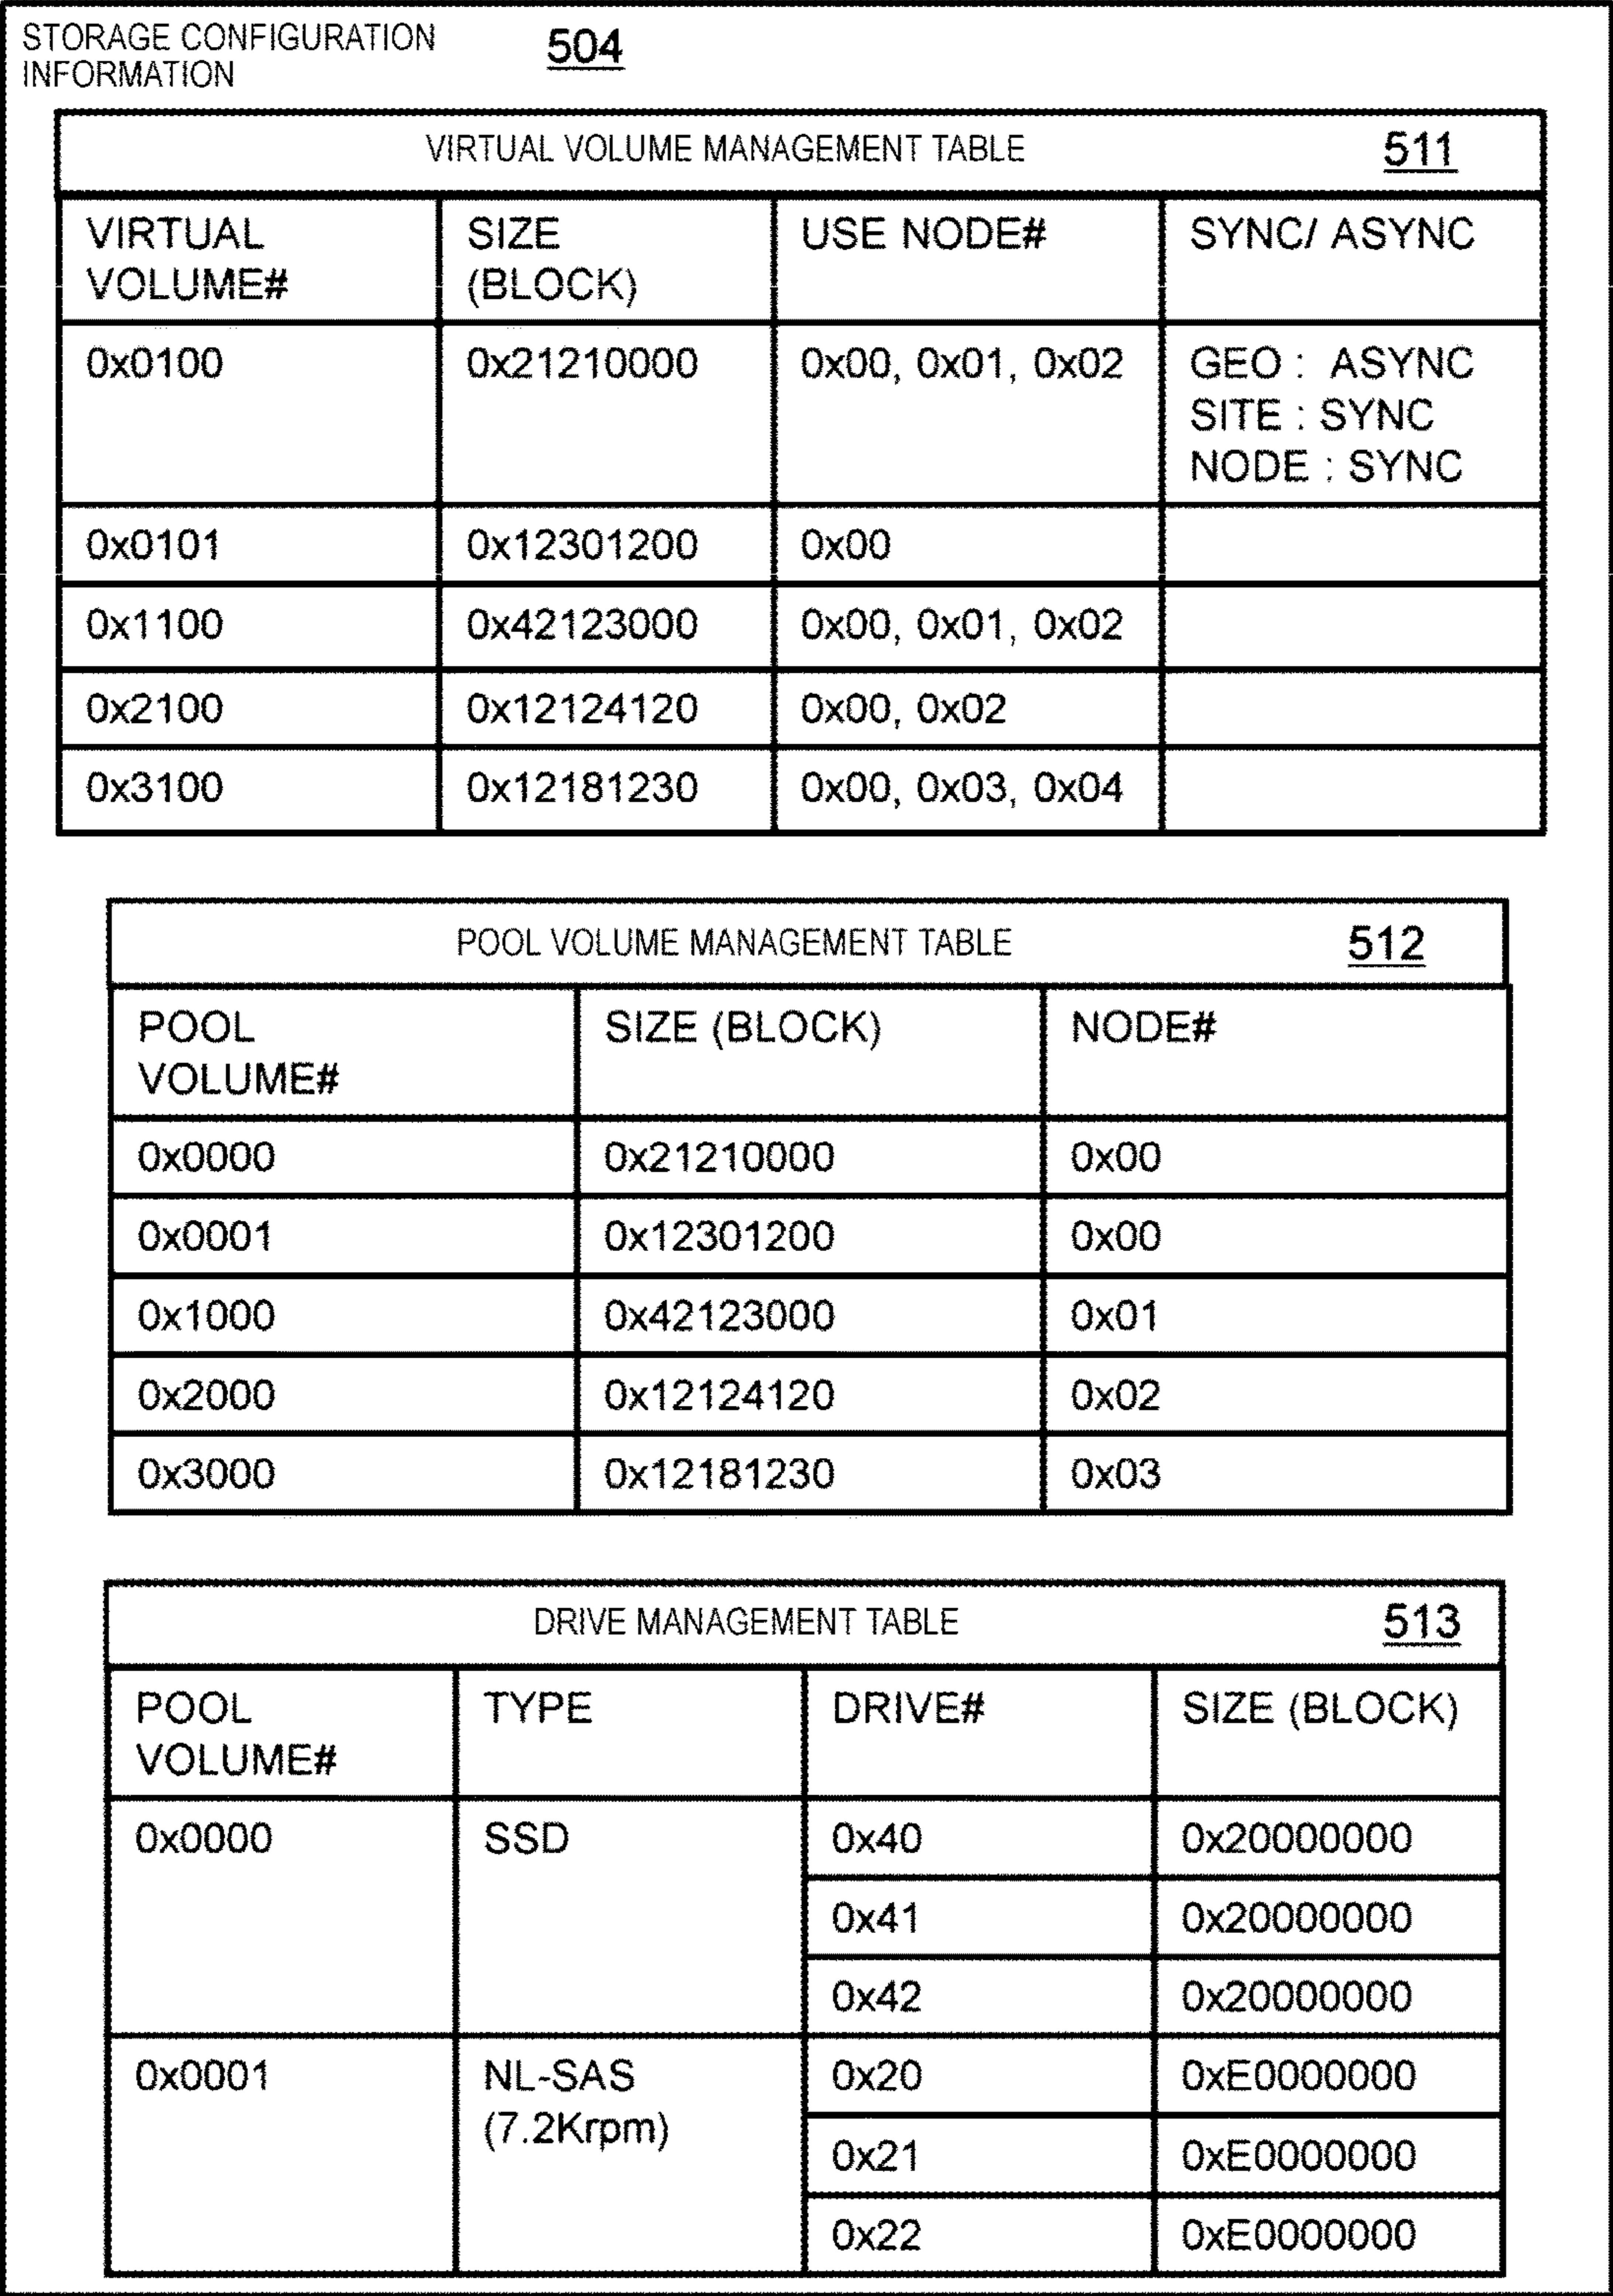 STORAGE CONFIGURATION
INFORMATION
504
VIRTUAL VOLUME MANAGEMENT TABLE 511
VIRTUAL
VOLUME#
SIZE
(BLOCK)
USE NODE#
SYNC/ ASYNC
0x0100 0x21210000 0x00, 0x01, 0x02 GEO : ASYNC
SITE : SYNC
NODE : SYNC
0x0101 0x12301200 0x00
0x1100 0x42123000 0x00, 0x01, 0x02
0x2100 0x12124120 0x00, 0x02
0x3100 0x12181230 0x00, 0x03, 0x04
POOL VOLUME MANAGEMENT TABLE 512
POOL
VOLUME#
SIZE (BLOCK)
NODE#
0x0000 0x21210000 0x00
0x0001 0x12301200 0x00
0x1000 0x42123000 0x01
0x2000 0x12124120 0x02
0x3000 0x12181230 0x03
DRIVE MANAGEMENT TABLE 513
POOL
VOLUME#
TYPE
DRIVE#
SIZE (BLOCK)
0x0000 SSD 0x40 0x20000000
0x41 0x20000000
0x42 0x20000000
0x0001 NL-SAS
(7.2Krpm)
0x20 0xE0000000
0x21 0xE0000000
0x22 0xE0000000